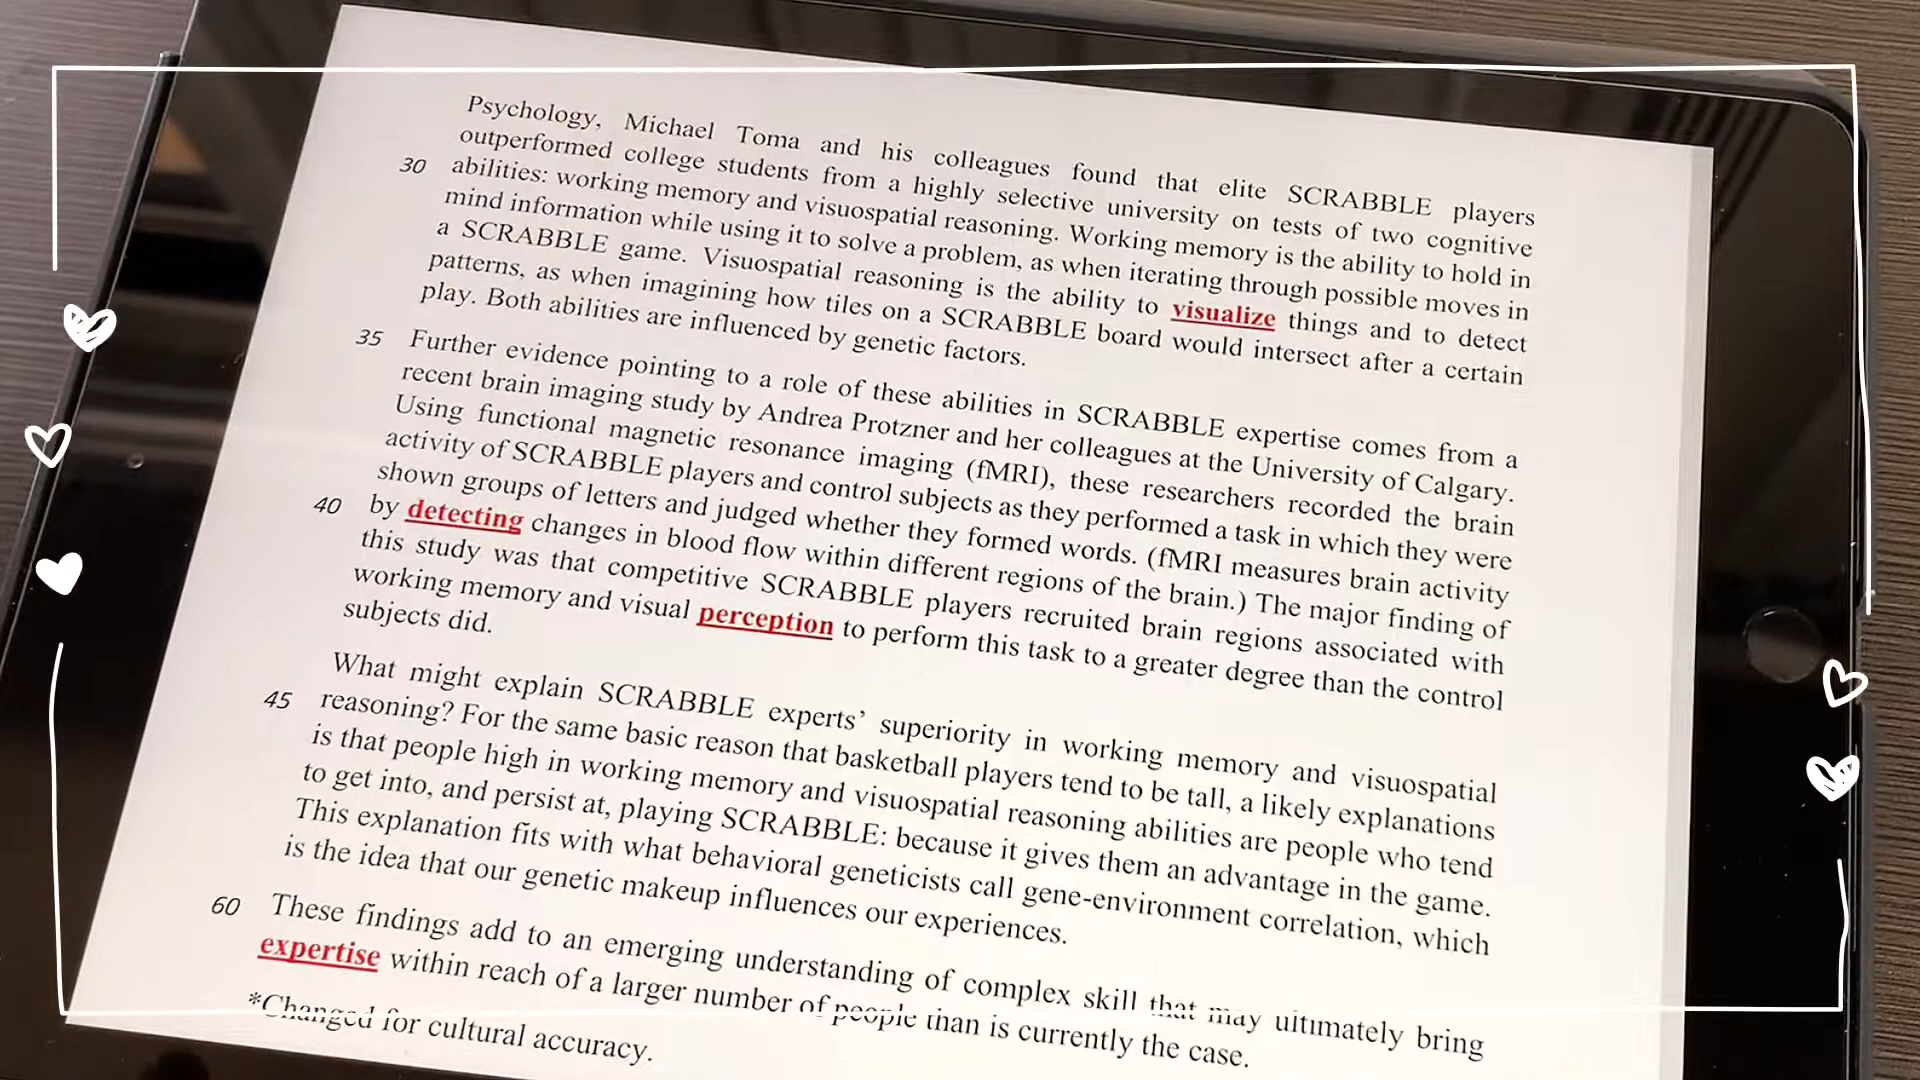 Psychology, Michael Toma and his colleagues found that elite SCRABBLE players
outperformed college students from a highly selective university on tests of two cognitive
30 abilities: working memory and visuospatial reasoning. Working memory is the ability to hold in
mind information while using it to solve a problem, as when iterating through possible moves in
a SCRABBLE game. Visuospatial reasoning is the ability to visualize things and to detect
patterns, as when imagining how tiles on a SCRABBLE board would intersect after a certain
play. Both abilities are influenced by genetic factors.
35 Further evidence pointing to a role of these abilities in SCRABBLE expertise comes from a
recent brain imaging study by Andrea Protzner and her colleagues at the University of Calgary.
Using functional magnetic resonance imaging (fMRI), these researchers recorded the brain
activity of SCRABBLE players and control subjects as they performed a task in which they were
shown groups of letters and judged whether they formed words. (fMRI measures brain activity
40 by detecting changes in blood flow within different regions of the brain.) The major finding of
this study was that competitive SCRABBLE players recruited brain regions associated with
working memory and visual perception to perform this task to a greater degree than the control
subjects did.
What might explain SCRABBLE experts' superiority in working memory and visuospatial
45 reasoning? For the same basic reason that basketball players tend to be tall, a likely explanations
is that people high in working memory and visuospatial reasoning abilities are people who tend
to get into, and persist at, playing SCRABBLE: because it gives them an advantage in the game.
This explanation fits with what behavioral geneticists call gene-environment correlation, which
is the idea that our genetic makeup influences our experiences.
60 These findings add to an emerging understanding of complex skill that may ultimately bring
expertise within reach of a larger number of people than is currently the case.
*Changed for cultural accuracy.